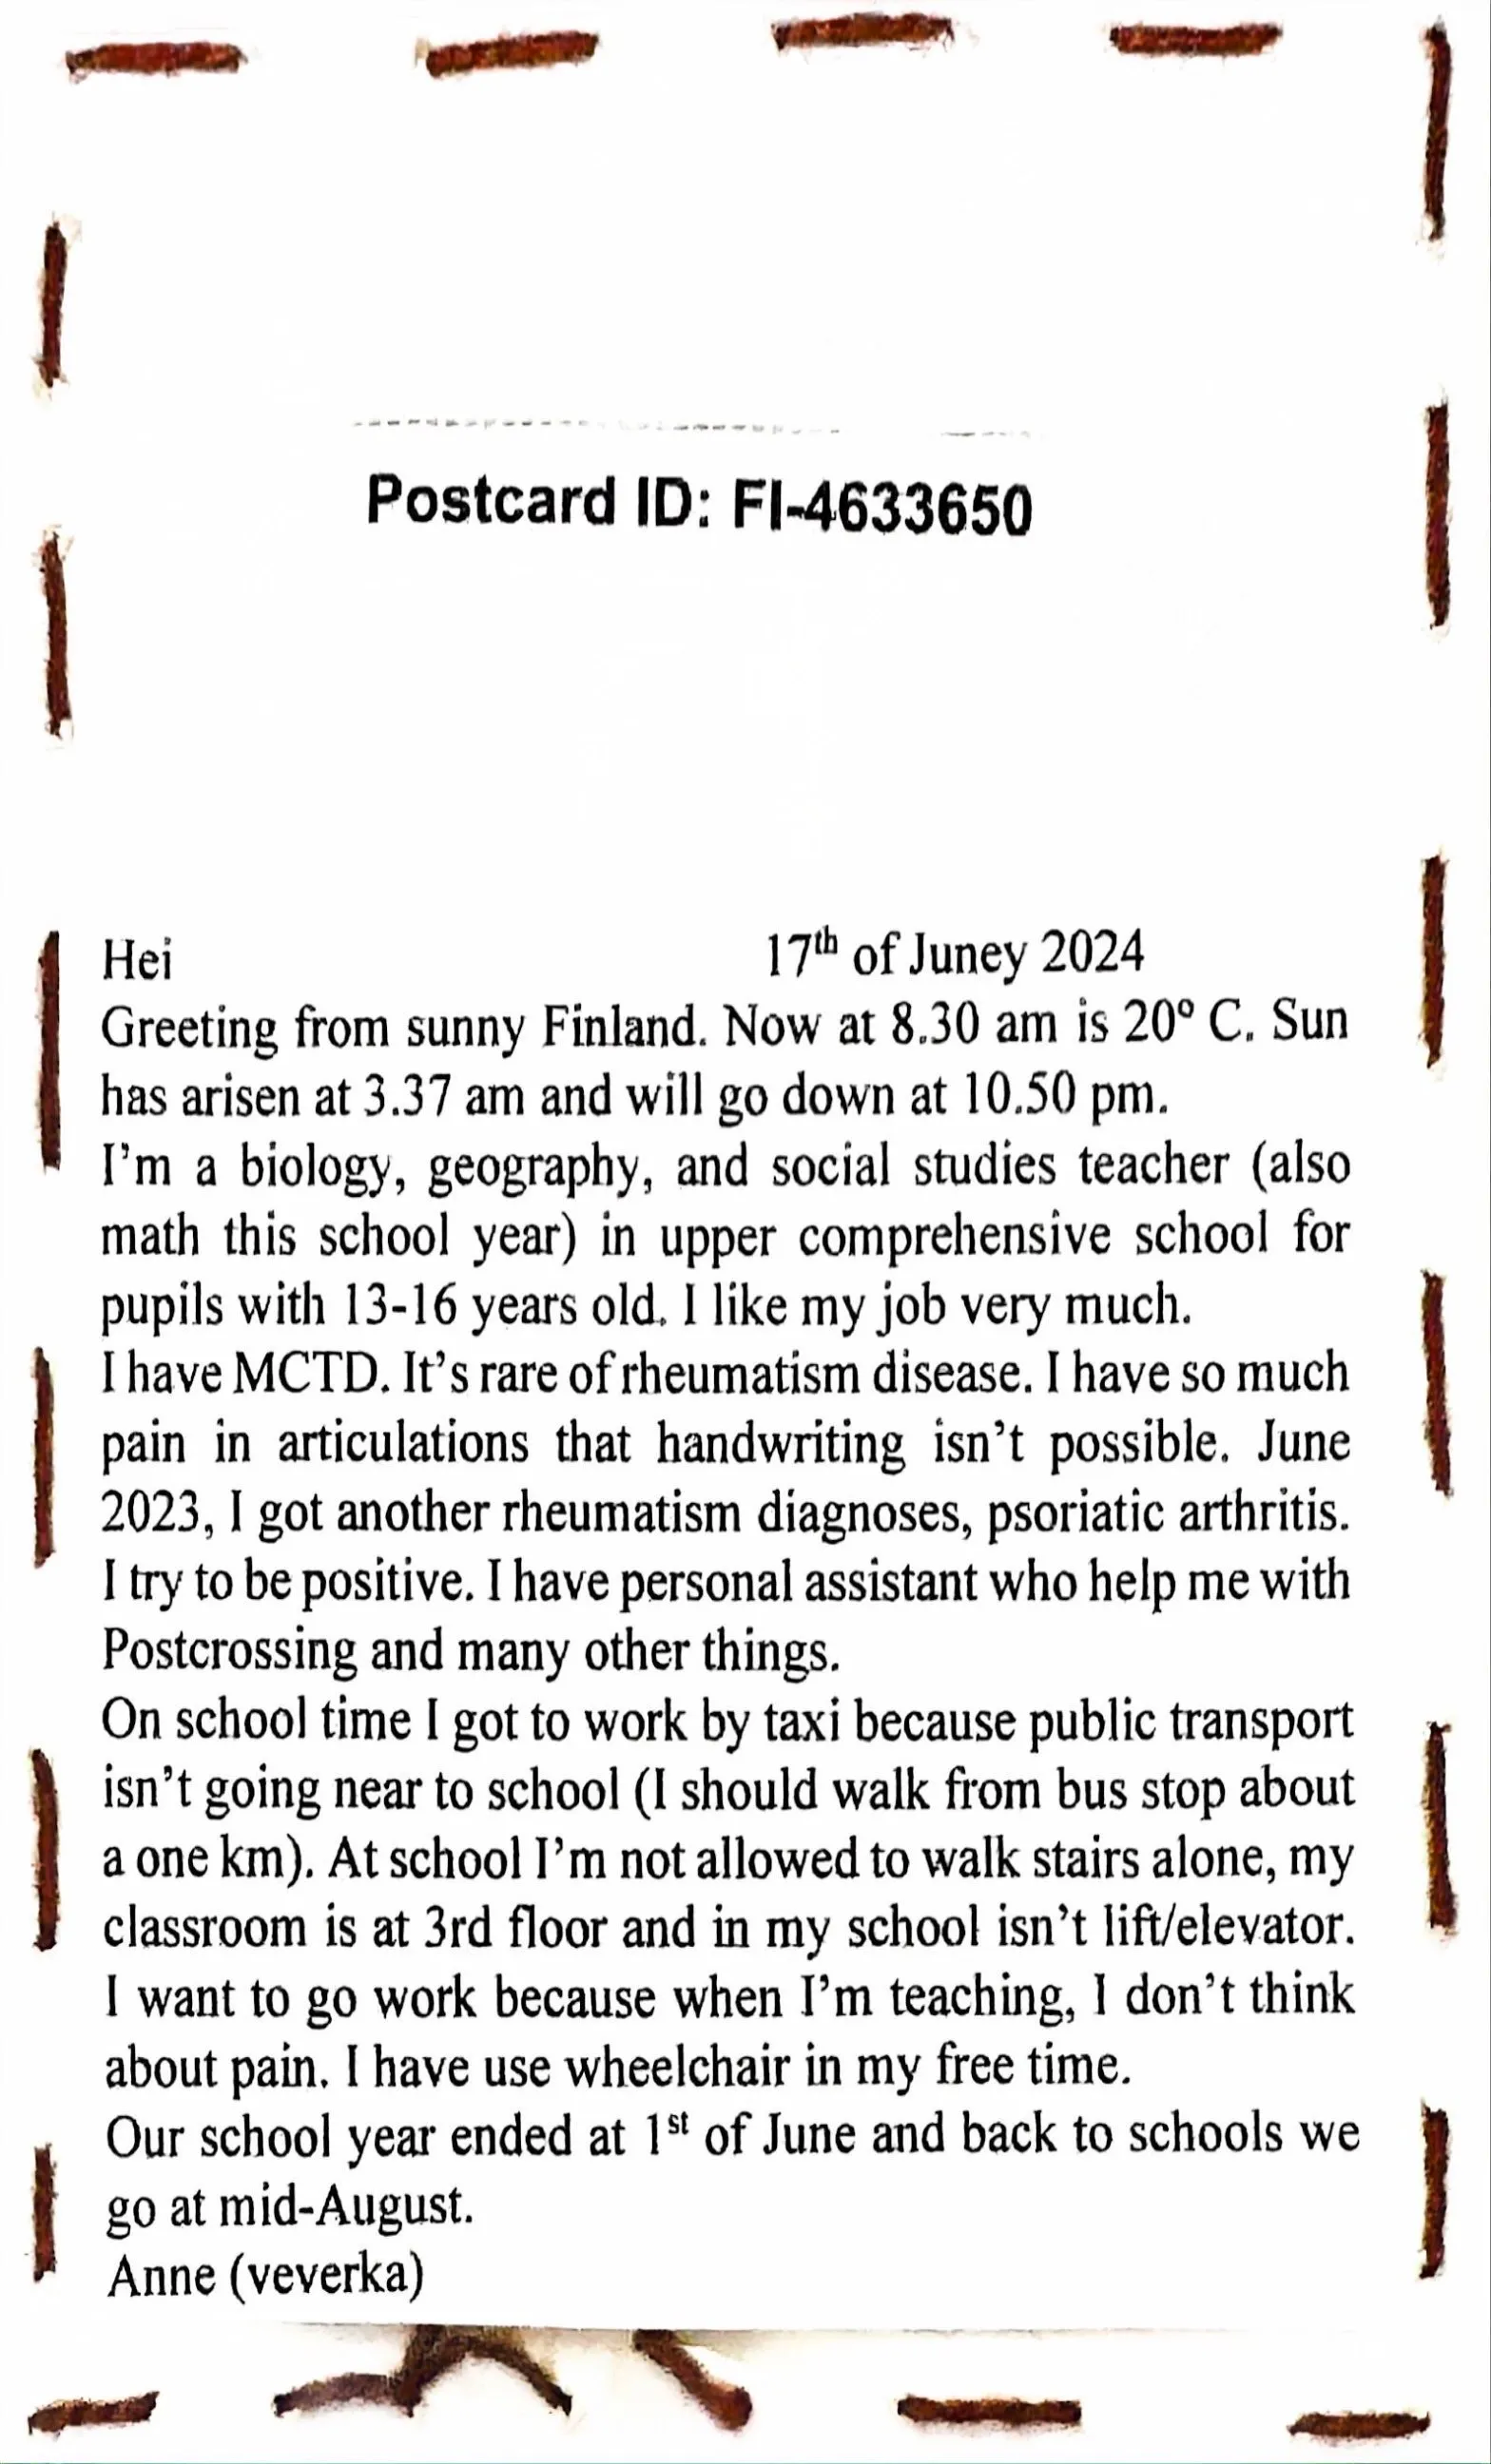 Postcard ID: FI-4633650
Hei 17th of Juney 2024
Greeting from sunny Finland. Now at 8.30 am is 20º C. Sun
has arisen at 3.37 am and will go down at 10.50 pm.
I'm a biology, geography, and social studies teacher (also
math this school year) in upper comprehensive school for
pupils with 13-16 years old. I like my job very much.
I have MCTD. It's rare of rheumatism disease. I have so much
pain in articulations that handwriting isn't possible. June
2023, I got another rheumatism diagnoses, psoriatic arthritis.
I try to be positive. I have personal assistant who help me with
Postcrossing and many other things.
On school time I got to work by taxi because public transport
isn't going near to school (I should walk from bus stop about
a one km). At school I'm not allowed to walk stairs alone, my
classroom is at 3rd floor and in my school isn't lift/elevator.
I want to go work because when I'm teaching, I don't think
about pain. I have use wheelchair in my free time.
Our school year ended at 1st of June and back to schools we
go at mid-August.
Anne (veverka)